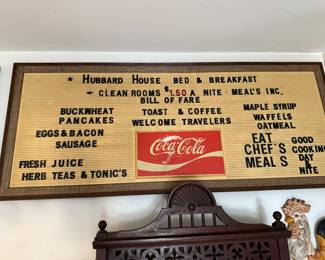 * HUBBARD HOUSE BED & BREAKFAST
CLEAN ROOMS $1.50 A NITE - MEAL'S INC.
BILL OF FARE
BUCKWHEAT
PANCAKES
EGGS & BACON
SAUSAGE
FRESH JUICE
HERB TEAS & TONIC'S
TOAST & COFFEE
WELCOME TRAVELERS
Coca-Cola
MAPLE SYRUP
WAFFELS
OATMEAL
EAT GOOD
CHEF'S COOKING
MEALS DAY
&
NITE